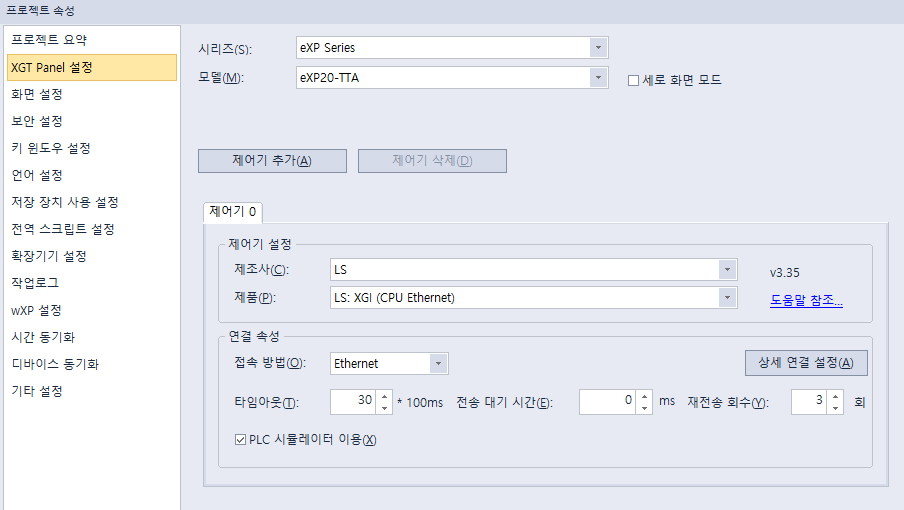 프로젝트 속성
프로젝트 요약
XGT Panel 설정
화면 설정
보안 설정
키 윈도우 설정
언어 설정
저장 장치 사용 설정
전역 스크립트 설정
확장기기 설정
작업로그
wXP 설정
시간 동기화
디바이스 동기화
기타 설정
시리즈(S): eXP Series
모델(M): eXP20-TTA 세로 화면 모드
제어기 추가(A) 제어기 삭제(D)
제어기 0
제어기 설정
제조사(C): LS v3.35
제품(P): LS: XGI (CPU Ethernet) 도움말 참조...
연결 속성
접속 방법(O): Ethernet 상세 연결 설정(A)
타임아웃(T): 30 * 100ms 전송 대기 시간(E): 0 ms 재전송 회수(Y): 3 회
PLC 시뮬레이터 이용(X)